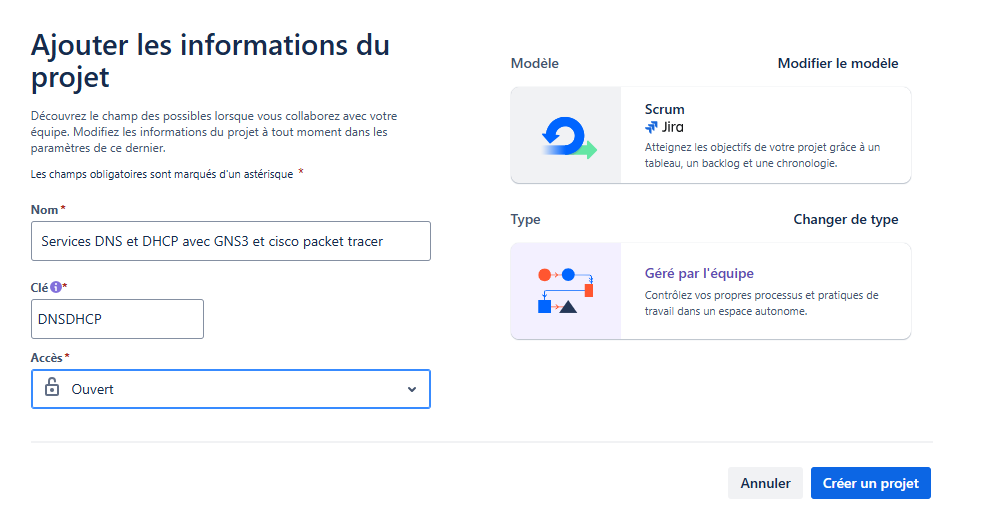 Ajouter les informations du
projet
Découvrez le champ des possibles lorsque vous collaborez avec votre
équipe. Modifiez les informations du projet à tout moment dans les
paramètres de ce dernier.
Les champs obligatoires sont marqués d'un astérisque *
Nom *
Services DNS et DHCP avec GNS3 et cisco packet tracer
Clé *
DNSDHCP
Accès *
Ouvert
Modèle
Modifier le modèle
Scrum
Jira
Atteignez les objectifs de votre projet grâce à un
tableau, un backlog et une chronologie.
Type
Changer de type
Géré par l'équipe
Contrôlez vos propres processus et pratiques de
travail dans un espace autonome.
Annuler
Créer un projet